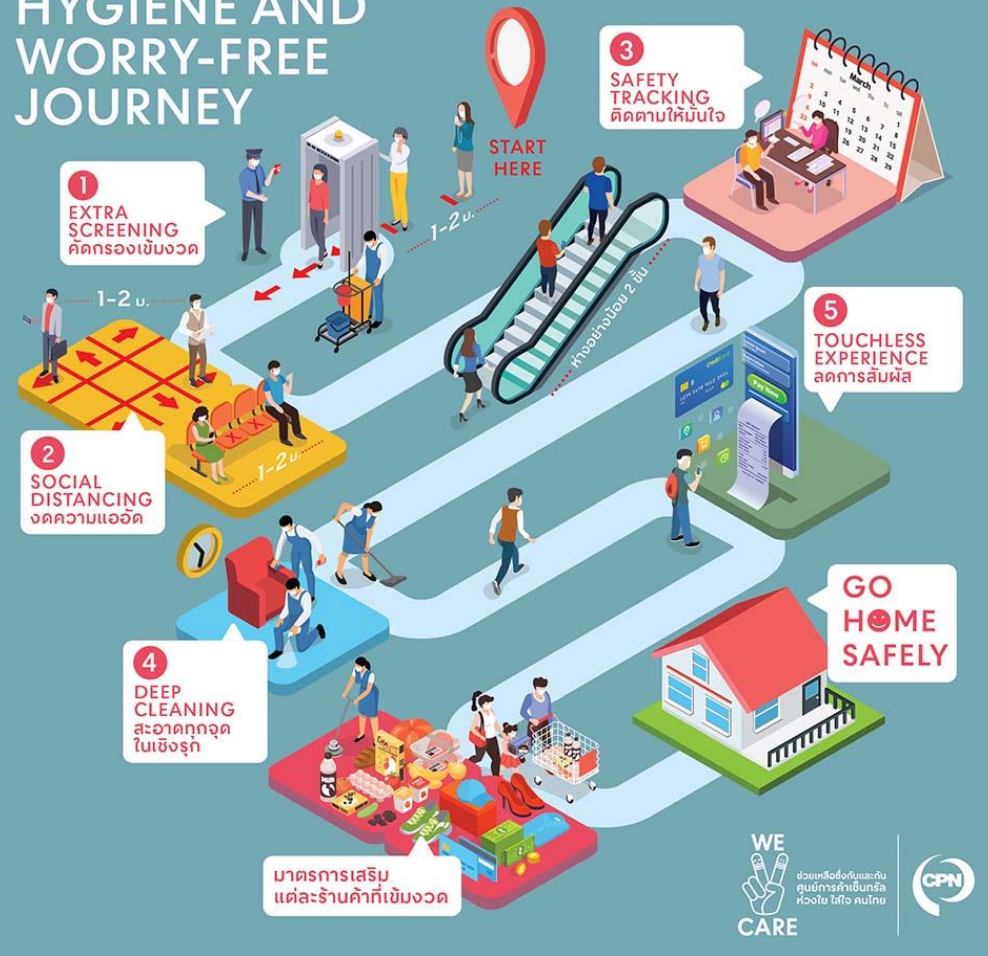 HYGIENE AND
WORRY-FREE
JOURNEY
START
HERE
1
EXTRA
SCREENING
คัดกรองเข้มงวด
1-2 ม.
1-2 ม.
2
SOCIAL
DISTANCING
งดความแออัด
1-2 ม.
ห่างอย่างน้อย 2 ขั้น
3
SAFETY
TRACKING
ติดตามให้มั่นใจ
March
4
DEEP
CLEANING
สะอาดทุกจุด
ในเชิงรุก
5
TOUCHLESS
EXPERIENCE
ลดการสัมผัส
Pay Now
มาตรการเสริม
แต่ละร้านค้าที่เข้มงวด
GO
HOME
SAFELY
WE
CARE
ช่วยเหลือซึ่งกันและกัน
ศูนย์การค้าเซ็นทรัล
ห่วงใย ใส่ใจ คนไทย
CPN